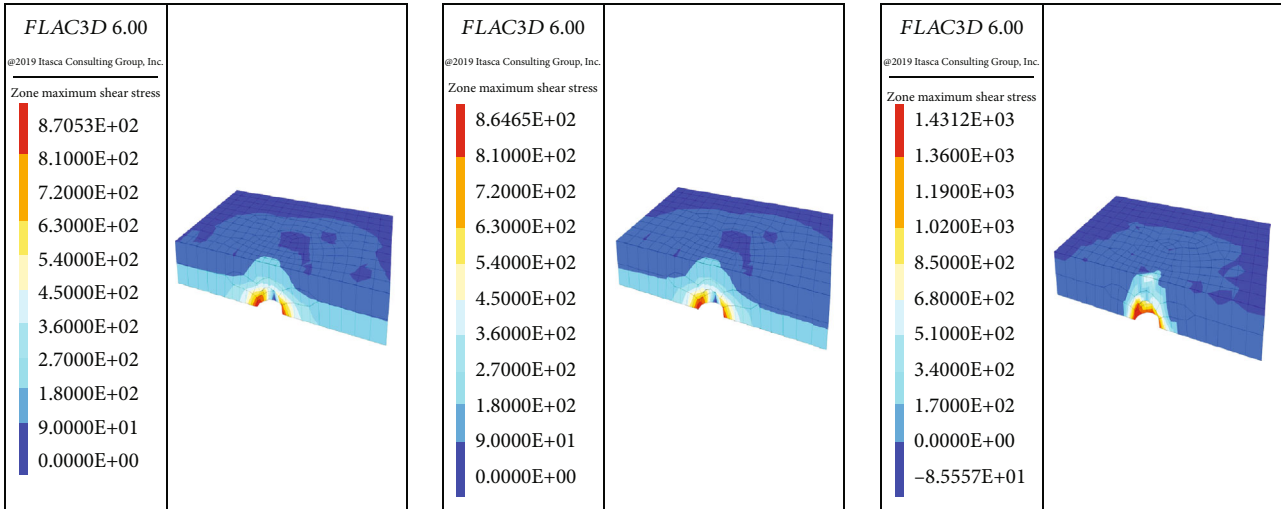 FLAC3D 6.00
@2019 Itasca Consulting Group, Inc.
Zone maximum shear stress
8.7053E+02
8.1000E+02
7.2000E+02
6.3000E+02
5.4000E+02
4.5000E+02
3.6000E+02
2.7000E+02
1.8000E+02
9.0000E+01
0.0000E+00
FLAC3D 6.00
@2019 Itasca Consulting Group, Inc.
Zone maximum shear stress
8.6465E+02
8.1000E+02
7.2000E+02
6.3000E+02
5.4000E+02
4.5000E+02
3.6000E+02
2.7000E+02
1.8000E+02
9.0000E+01
0.0000E+00
FLAC3D 6.00
@2019 Itasca Consulting Group, Inc.
Zone maximum shear stress
1.4312E+03
1.3600E+03
1.1900E+03
1.0200E+03
8.5000E+02
6.8000E+02
5.1000E+02
3.4000E+02
1.7000E+02
0.0000E+00
–8.5557E+01